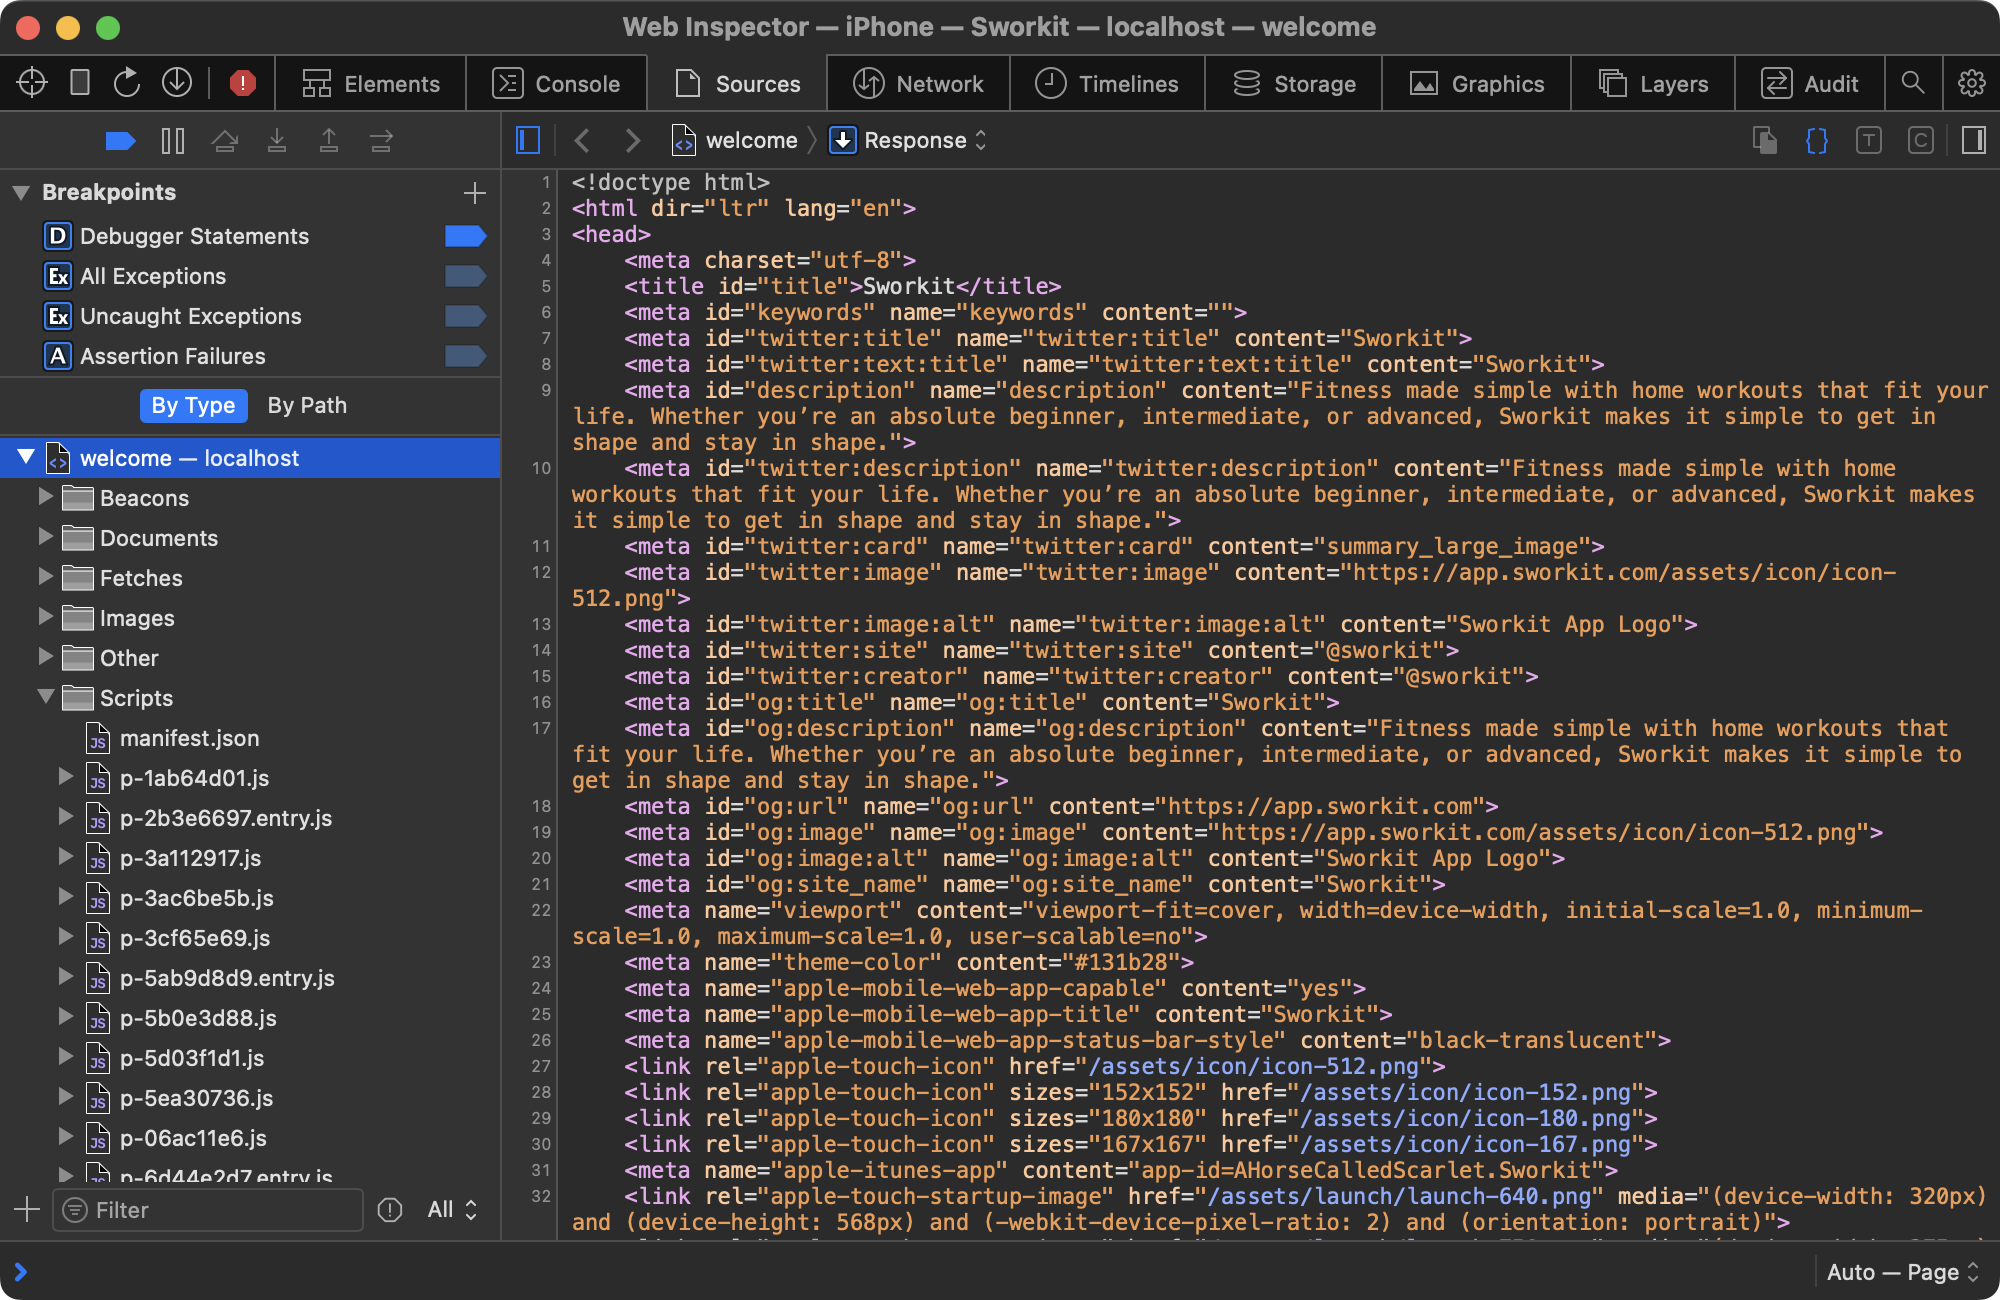 Web Inspector — iPhone — Sworkit — localhost — welcome
Elements
Console
Sources
Network
Timelines
Storage
Graphics
Layers
Audit
welcome
Response
T
C
Breakpoints
D Debugger Statements
Ex All Exceptions
Ex Uncaught Exceptions
A Assertion Failures
By Type
By Path
welcome — localhost
Beacons
Documents
Fetches
Images
Other
Scripts
JS manifest.json
JS p-1ab64d01.js
JS p-2b3e6697.entry.js
JS p-3a112917.js
JS p-3ac6be5b.js
JS p-3cf65e69.js
JS p-5ab9d8d9.entry.js
JS p-5b0e3d88.js
JS p-5d03f1d1.js
JS p-5ea30736.js
JS p-06ac11e6.js
p-6d44e2d7.entry.js
Filter
All
1 <!doctype html>
2 <html dir="ltr" lang="en">
3 <head>
4 <meta charset="utf-8">
5 <title id="title">Sworkit</title>
6 <meta id="keywords" name="keywords" content="">
7 <meta id="twitter:title" name="twitter:title" content="Sworkit">
8 <meta id="twitter:text:title" name="twitter:text:title" content="Sworkit">
9 <meta id="description" name="description" content="Fitness made simple with home workouts that fit your
life. Whether you’re an absolute beginner, intermediate, or advanced, Sworkit makes it simple to get in
shape and stay in shape.">
10 <meta id="twitter:description" name="twitter:description" content="Fitness made simple with home
workouts that fit your life. Whether you’re an absolute beginner, intermediate, or advanced, Sworkit makes
it simple to get in shape and stay in shape.">
11 <meta id="twitter:card" name="twitter:card" content="summary_large_image">
12 <meta id="twitter:image" name="twitter:image" content="https://app.sworkit.com/assets/icon/icon-
512.png">
13 <meta id="twitter:image:alt" name="twitter:image:alt" content="Sworkit App Logo">
14 <meta id="twitter:site" name="twitter:site" content="@sworkit">
15 <meta id="twitter:creator" name="twitter:creator" content="@sworkit">
16 <meta id="og:title" name="og:title" content="Sworkit">
17 <meta id="og:description" name="og:description" content="Fitness made simple with home workouts that
fit your life. Whether you’re an absolute beginner, intermediate, or advanced, Sworkit makes it simple to
get in shape and stay in shape.">
18 <meta id="og:url" name="og:url" content="https://app.sworkit.com">
19 <meta id="og:image" name="og:image" content="https://app.sworkit.com/assets/icon/icon-512.png">
20 <meta id="og:image:alt" name="og:image:alt" content="Sworkit App Logo">
21 <meta id="og:site_name" name="og:site_name" content="Sworkit">
22 <meta name="viewport" content="viewport-fit=cover, width=device-width, initial-scale=1.0, minimum-
scale=1.0, maximum-scale=1.0, user-scalable=no">
23 <meta name="theme-color" content="#131b28">
24 <meta name="apple-mobile-web-app-capable" content="yes">
25 <meta name="apple-mobile-web-app-title" content="Sworkit">
26 <meta name="apple-mobile-web-app-status-bar-style" content="black-translucent">
27 <link rel="apple-touch-icon" href="/assets/icon/icon-512.png">
28 <link rel="apple-touch-icon" sizes="152x152" href="/assets/icon/icon-152.png">
29 <link rel="apple-touch-icon" sizes="180x180" href="/assets/icon/icon-180.png">
30 <link rel="apple-touch-icon" sizes="167x167" href="/assets/icon/icon-167.png">
31 <meta name="apple-itunes-app" content="app-id=AHorseCalledScarlet.Sworkit">
32 <link rel="apple-touch-startup-image" href="/assets/launch/launch-640.png" media="(device-width: 320px)
and (device-height: 568px) and (-webkit-device-pixel-ratio: 2) and (orientation: portrait)">
Auto — Page